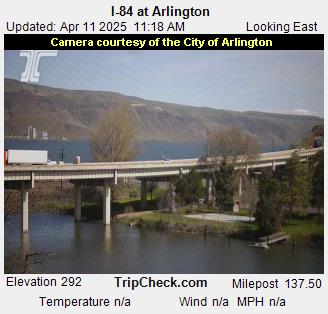 I-84 at Arlington
Updated: Apr 11 2025 11:18 AM Looking East
Camera courtesy of the City of Arlington
Elevation 292 TripCheck.com Milepost 137.50
Temperature n/a Wind n/a MPH n/a